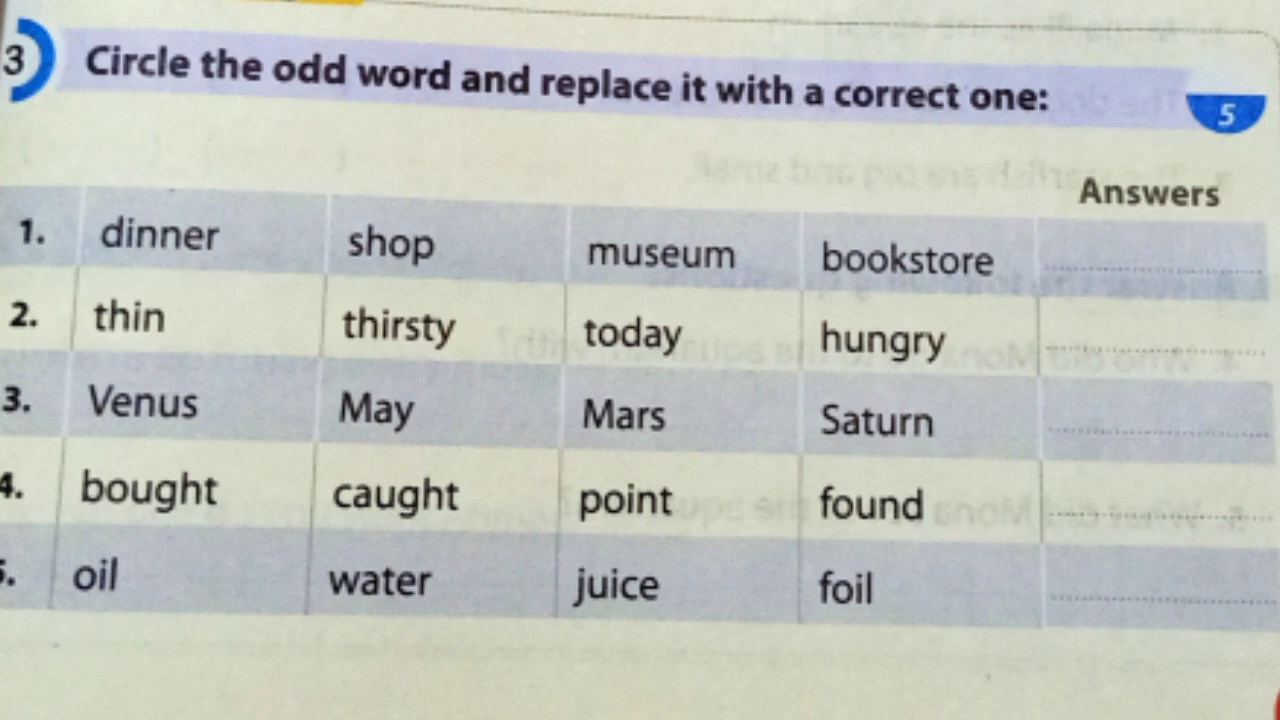 3 Circle the odd word and replace it with a correct one: 5
Answers
1. dinner shop museum bookstore
2. thin thirsty today hungry
3. Venus May Mars Saturn
4. bought caught point found
5. oil water juice foil